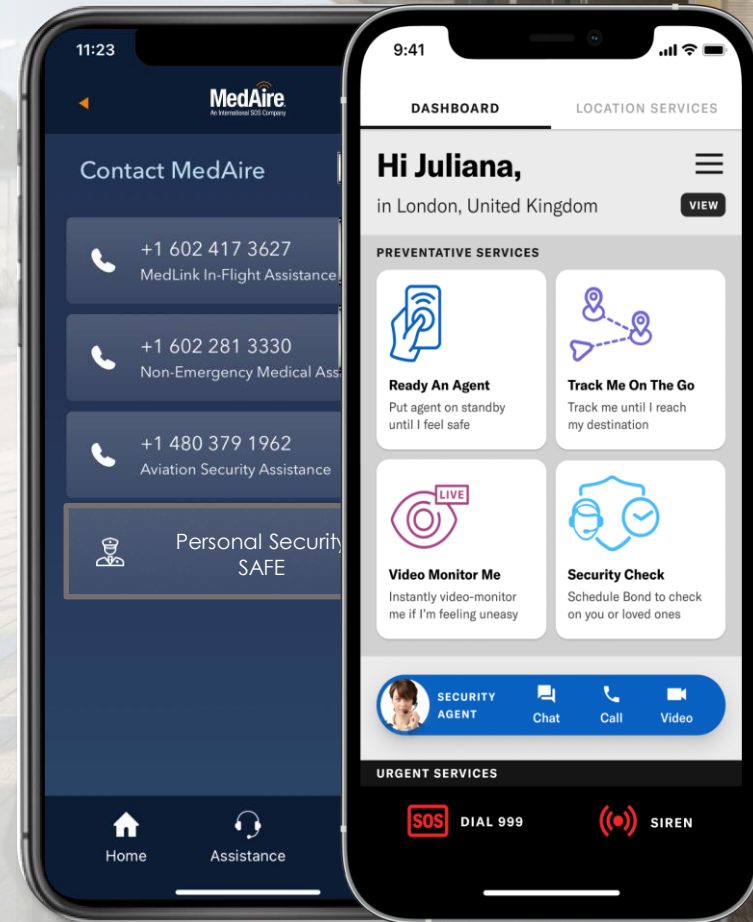 11:23
MedAire
An International SOS Company
Contact MedAire
+1 602 417 3627
MedLink In-Flight Assistance
+1 602 281 3330
Non-Emergency Medical Ass
+1 480 379 1962
Aviation Security Assistance
Personal Security
SAFE
Home
Assistance
9:41
DASHBOARD
LOCATION SERVICES
Hi Juliana,
in London, United Kingdom
VIEW
PREVENTATIVE SERVICES
Ready An Agent
Put agent on standby
until I feel safe
Track Me On The Go
Track me until I reach
my destination
LIVE
Video Monitor Me
Instantly video-monitor
me if I'm feeling uneasy
Security Check
Schedule Bond to check
on you or loved ones
SECURITY
AGENT
Chat
Call
Video
URGENT SERVICES
SOS
DIAL 999
SIREN